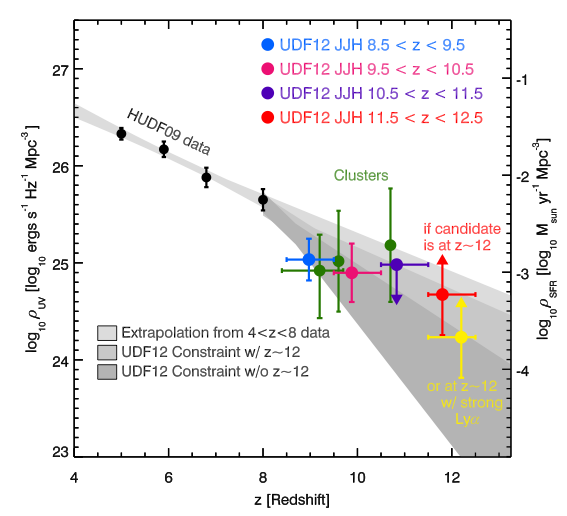 UDF12 JJH 8.5 < z < 9.5
UDF12 JJH 9.5 < z < 10.5
UDF12 JJH 10.5 < z < 11.5
UDF12 JJH 11.5 < z < 12.5
HUDF09 data
Clusters
if candidate
is at z~12
or at z~12
w/ strong
Lyα
Extrapolation from 4<z<8 data
UDF12 Constraint w/ z~12
UDF12 Constraint w/o z~12
27
26
25
24
23
-1
-2
-3
-4
4
6
8
10
12
z [Redshift]
log₁₀ ρ_UV [log₁₀ ergs s⁻¹ Hz⁻¹ Mpc⁻³]
log₁₀ ρ_SFR [log₁₀ M_sun yr⁻¹ Mpc⁻³]